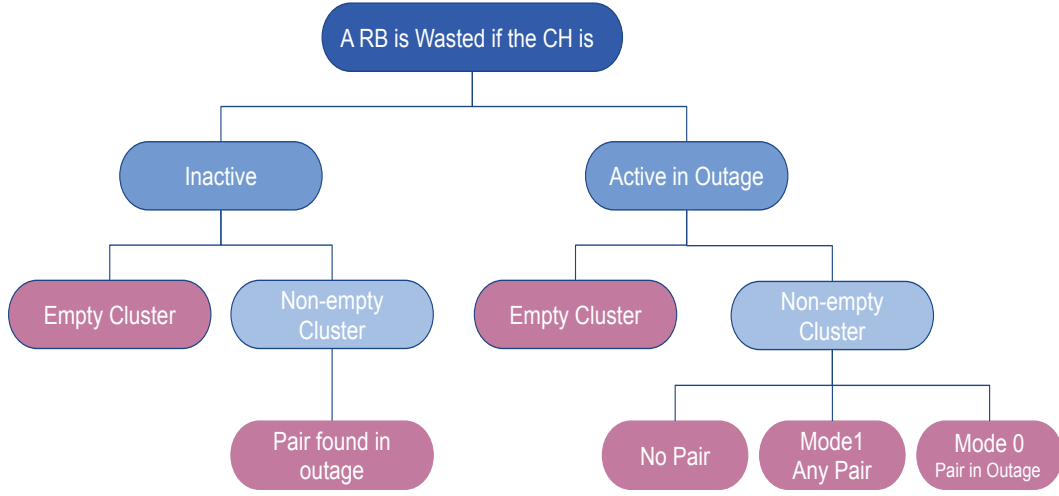 A RB is Wasted if the CH is
Inactive
Active in Outage
Empty Cluster
Non-empty
Cluster
Empty Cluster
Non-empty
Cluster
Pair found in
outage
No Pair
Mode1
Any Pair
Mode 0
Pair in Outage